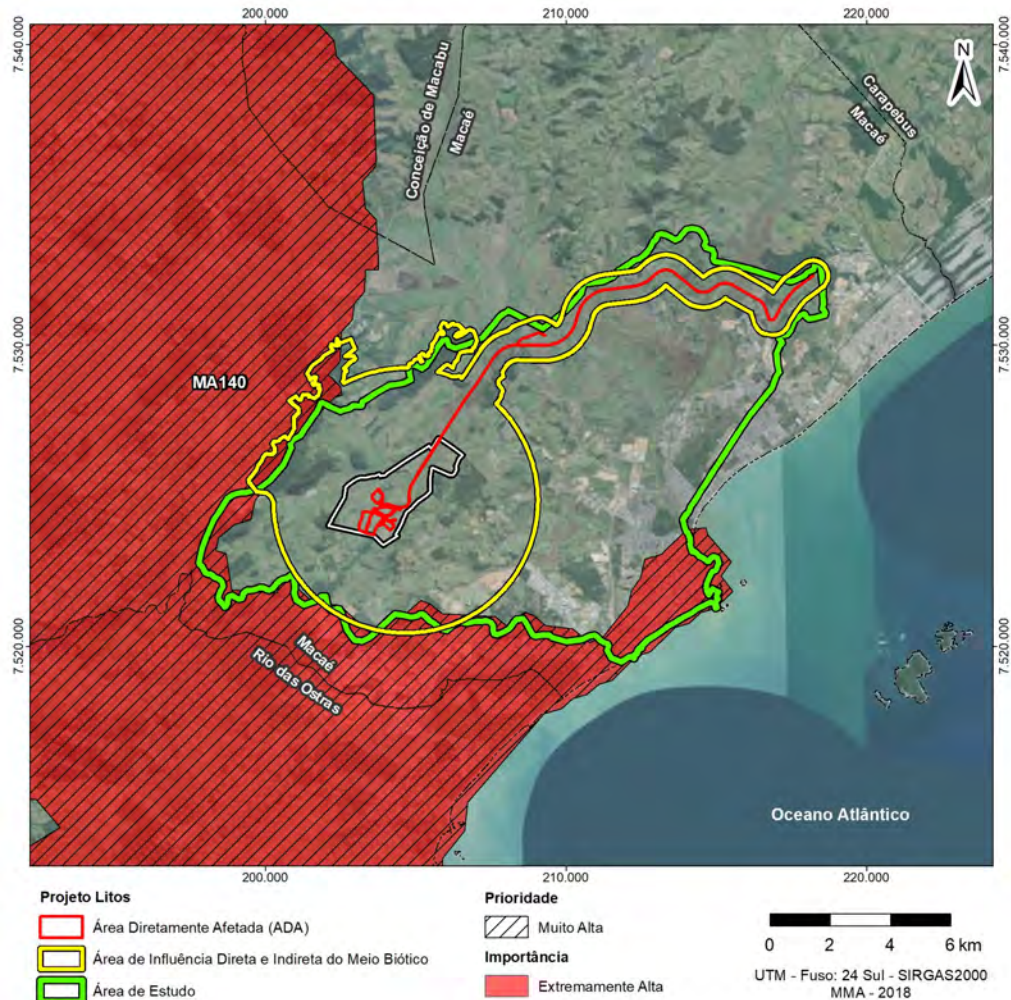 200.000
210.000
220.000
7.540.000
7.540.000
N
Conceição de Macabu
Macaé
Carapebus
Macaé
7.530.000
7.530.000
MA140
7.520.000
7.520.000
Macaé
Rio das Ostras
Oceano Atlântico
200.000
210.000
220.000
Projeto Litos
Área Diretamente Afetada (ADA)
Área de Influência Direta e Indireta do Meio Biótico
Área de Estudo
Prioridade
Muito Alta
Importância
Extremamente Alta
0 2 4 6 km
UTM - Fuso: 24 Sul - SIRGAS2000
MMA - 2018